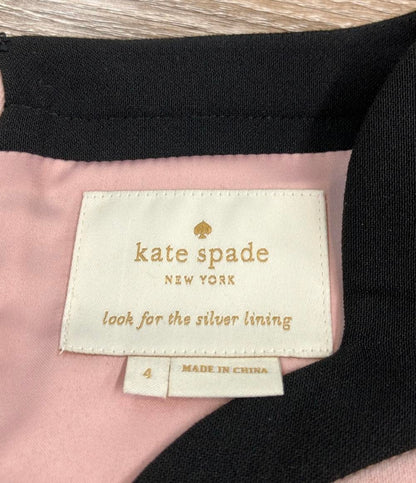 kate spade
NEW YORK
look for the silver lining
4
MADE IN CHINA